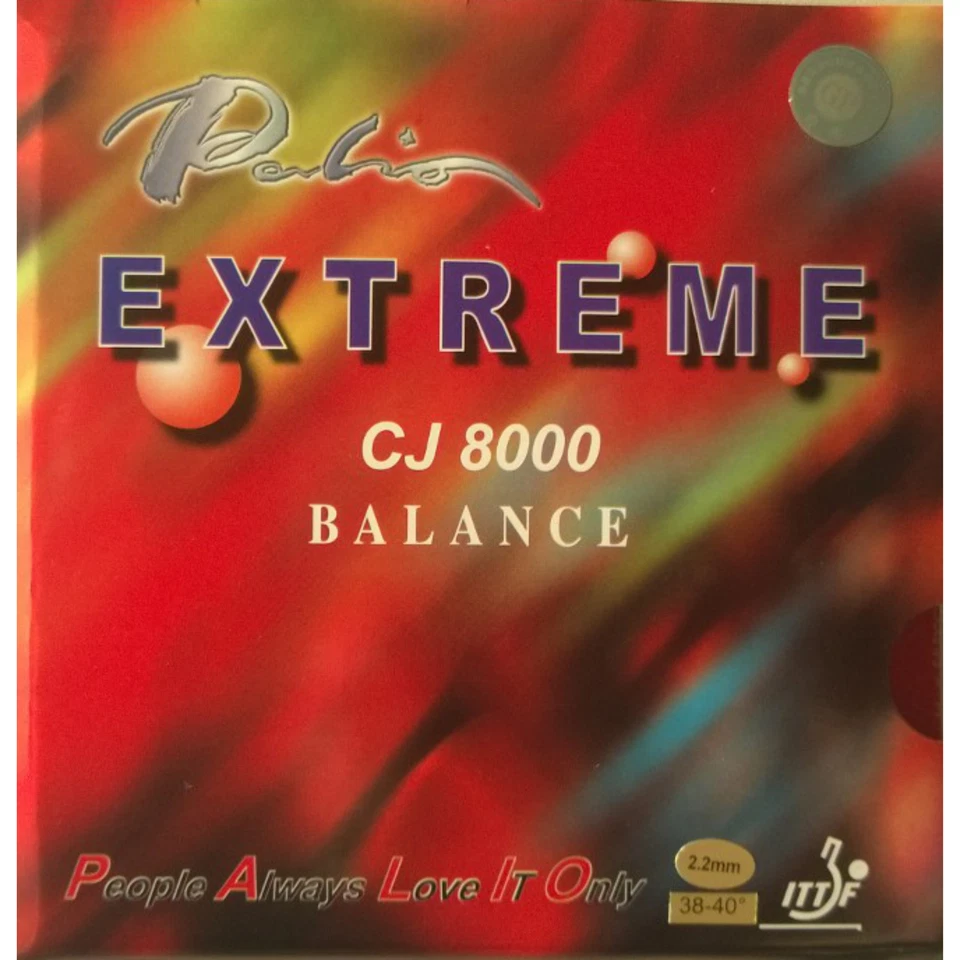 Palio
EXTREME
CJ 8000
BALANCE
People Always Love IT Only
2.2mm
38-40°
ITTF